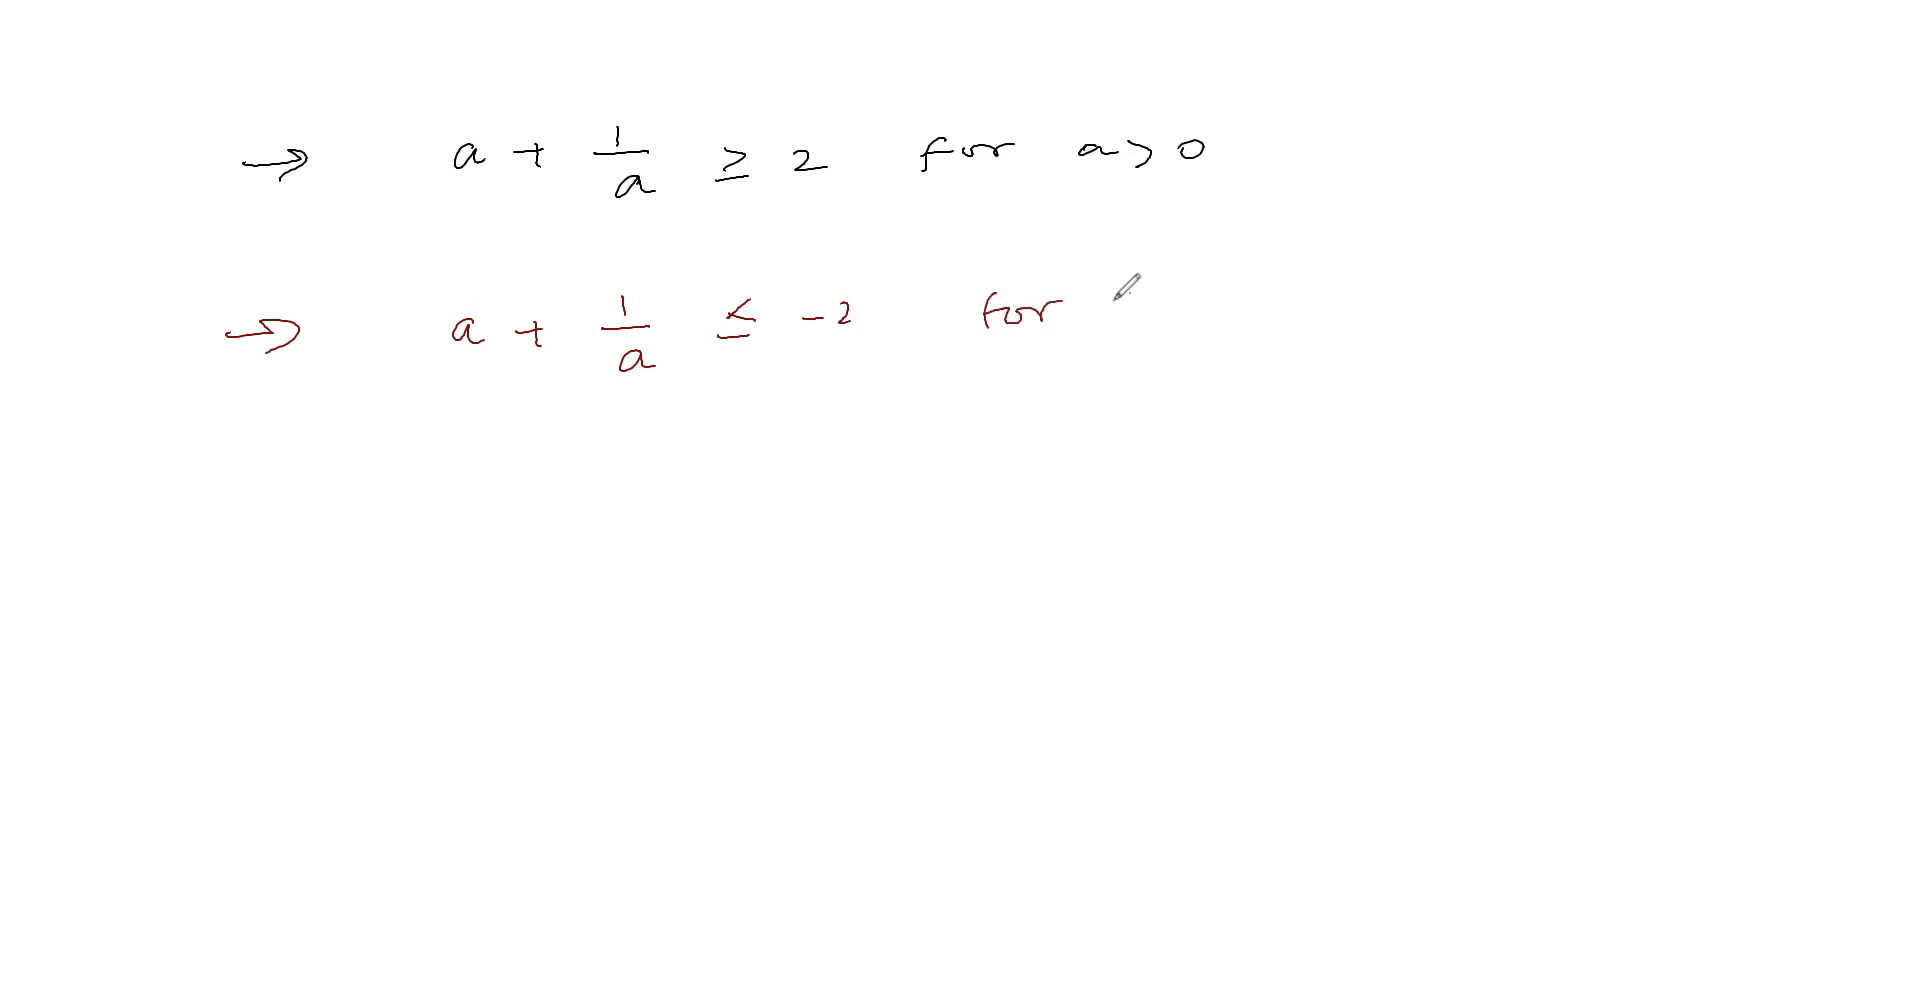 → a + 1/a ≥ 2 for a > 0
→ a + 1/a ≤ -2 for